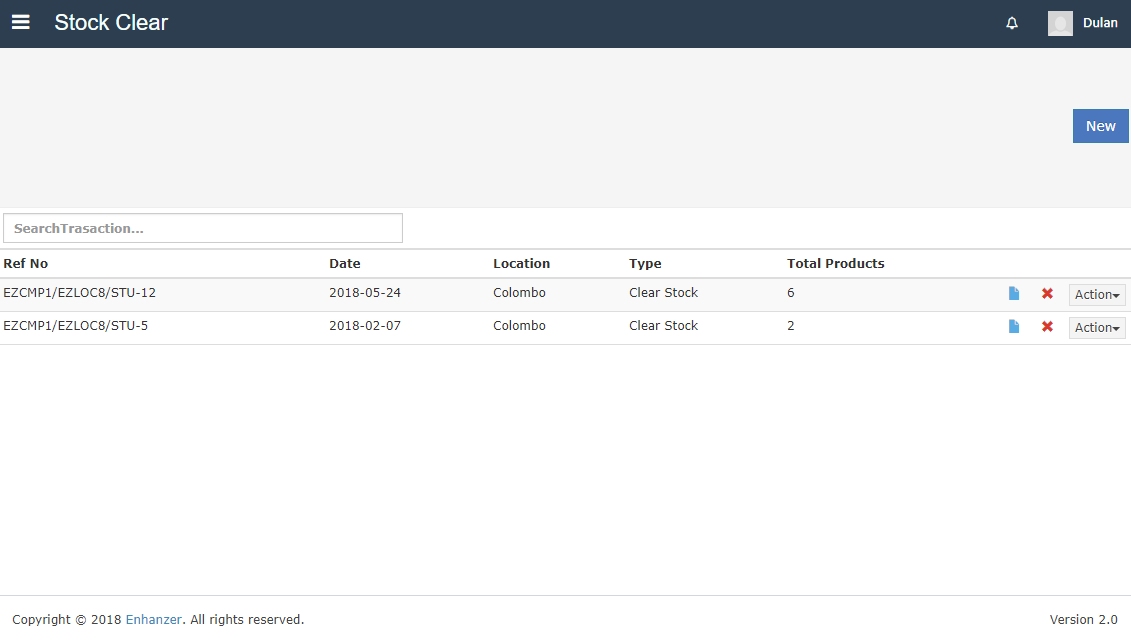 Stock Clear
Dulan
New
SearchTrasaction...
Ref No Date Location Type Total Products
EZCMP1/EZLOC8/STU-12 2018-05-24 Colombo Clear Stock 6 Action
EZCMP1/EZLOC8/STU-5 2018-02-07 Colombo Clear Stock 2 Action
Copyright © 2018 Enhanzer. All rights reserved. Version 2.0